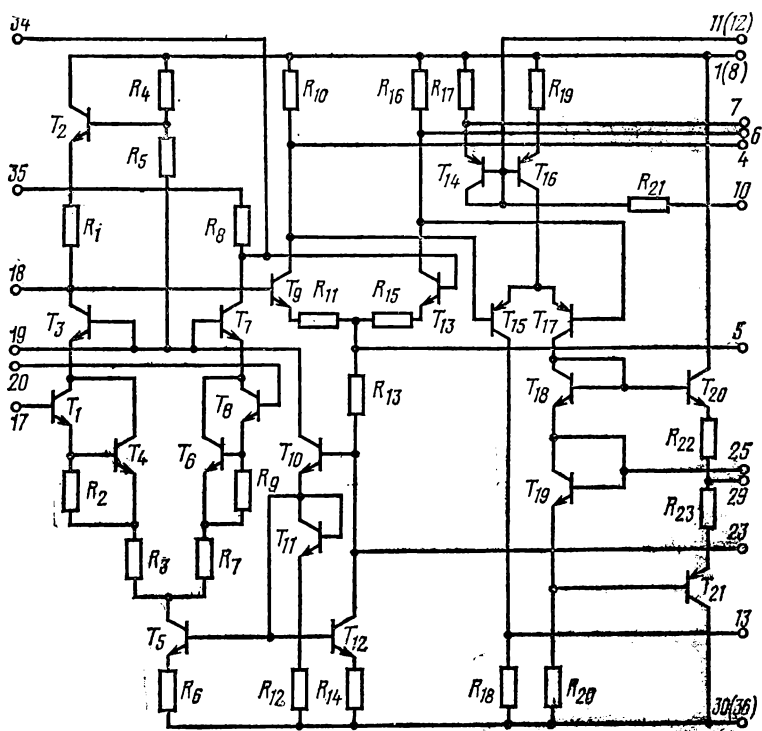 34
11(12)
1(8)
R4
R10
R16
R17
R19
7
6
4
T2
R5
35
T14
T16
R21
10
R1
R8
18
T9
R11
R15
T13
T15
T17
T3
T7
19
5
20
R13
T18
T20
17
T1
T8
T4
T6
T10
R22
25
R2
R9
T19
29
R23
T11
23
R3
R7
T21
T5
T12
13
R6
R12
R14
R18
R20
30(36)